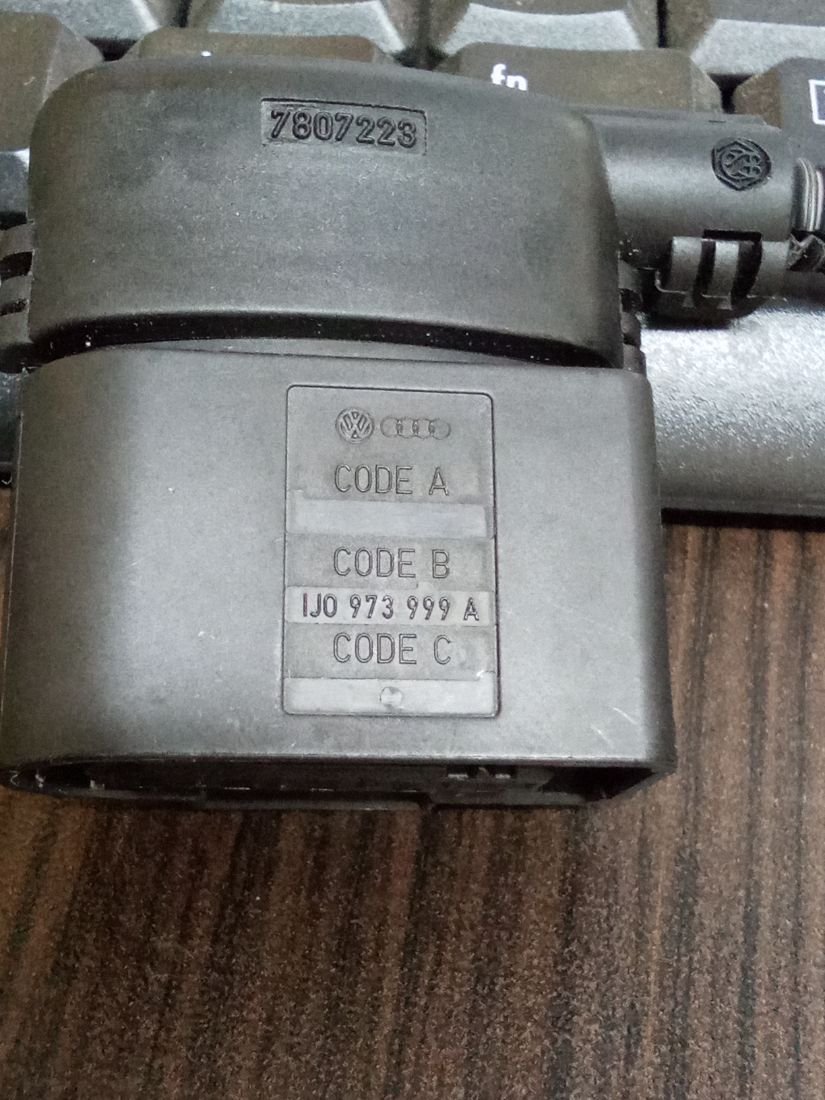 fn
7807223
CODE A
CODE B
1J0 973 999 A
CODE C